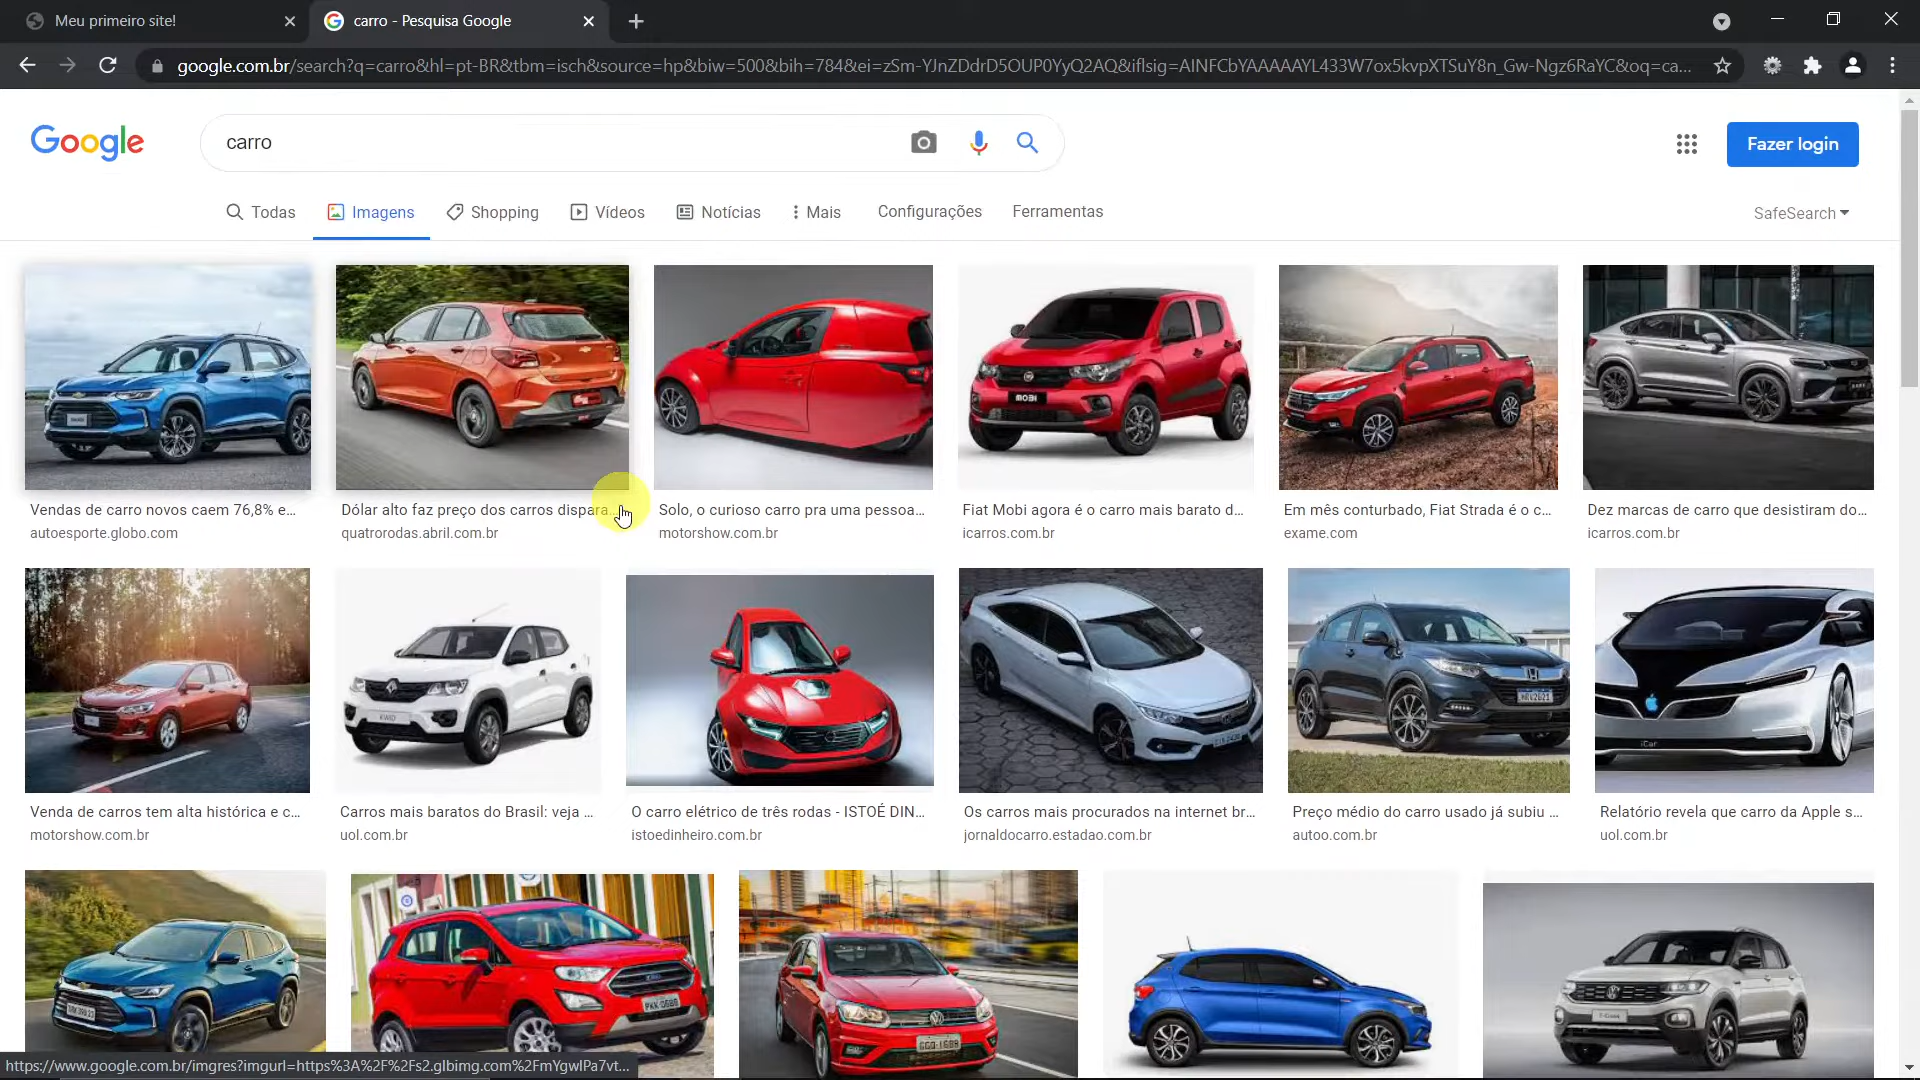 Meu primeiro site!
carro - Pesquisa Google
google.com.br/search?q=carro&hl=pt-BR&tbm=isch&source=hp&biw=500&bih=784&ei=zSm-YJnZDdrD5OUP0YyQ2AQ&iflsig=AINFCbYAAAAAYL433W7ox5kvpXTSuY8n_Gw-Ngz6RaYC&oq=ca...
Google
carro
Fazer login
Todas
Imagens
Shopping
Vídeos
Notícias
Mais
Configurações
Ferramentas
SafeSearch
MOBI
Vendas de carro novos caem 76,8% e...
autoesporte.globo.com
Dólar alto faz preço dos carros dispara...
quatrorodas.abril.com.br
Solo, o curioso carro pra uma pessoa...
motorshow.com.br
Fiat Mobi agora é o carro mais barato d...
icarros.com.br
Em mês conturbado, Fiat Strada é o c...
exame.com
Dez marcas de carro que desistiram do...
icarros.com.br
KWID
iCar
Venda de carros tem alta histórica e c...
motorshow.com.br
Carros mais baratos do Brasil: veja ...
uol.com.br
O carro elétrico de três rodas - ISTOÉ DIN...
istoedinheiro.com.br
Os carros mais procurados na internet br...
jornaldocarro.estadao.com.br
Preço médio do carro usado já subiu ...
autoo.com.br
Relatório revela que carro da Apple s...
uol.com.br
https://www.google.com.br/imgres?imgurl=https%3A%2F%2Fs2.glbimg.com%2FmYgwlPa7vt...